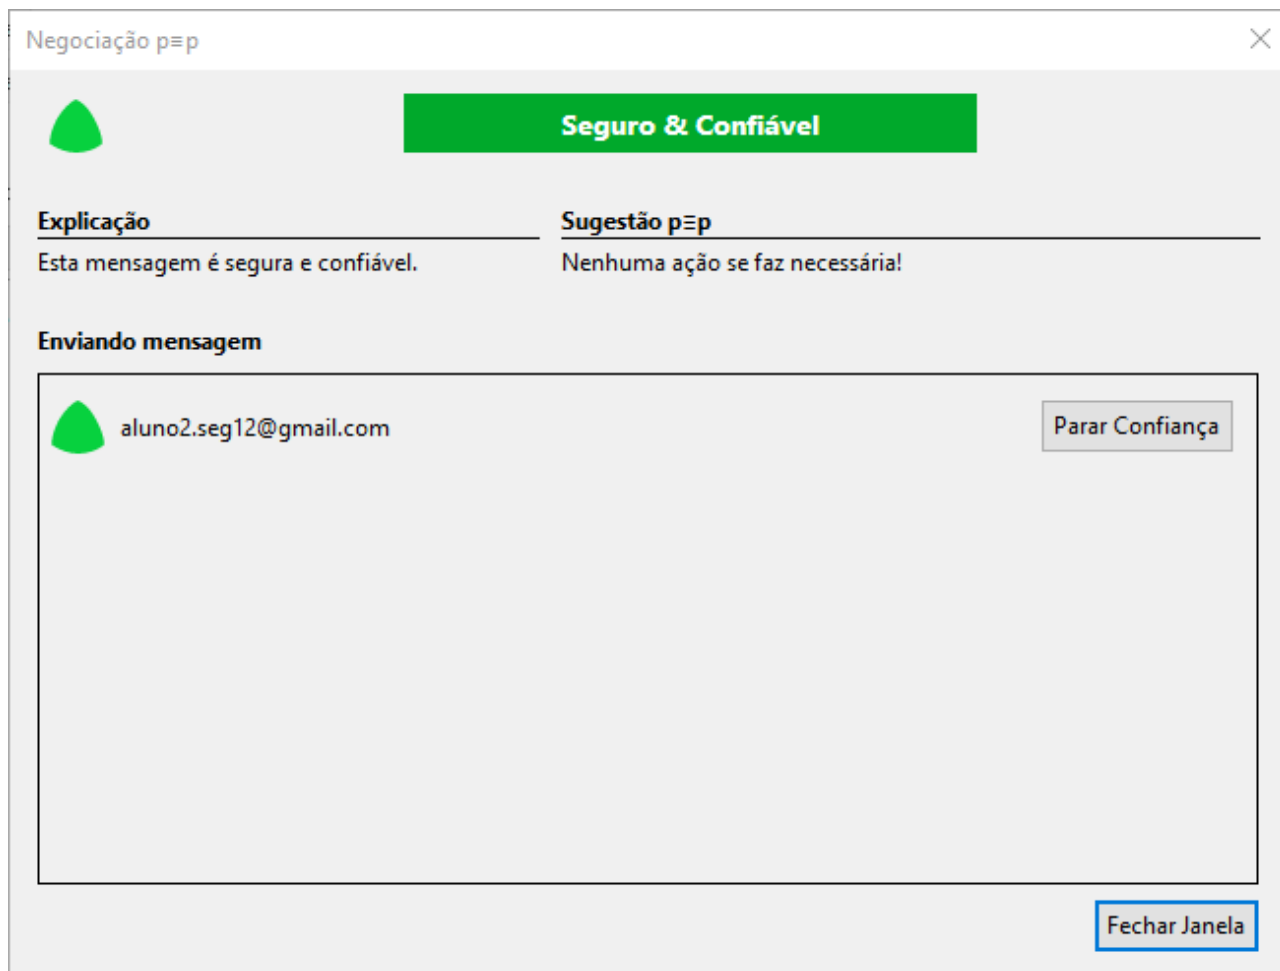 Negociação p≡p
Seguro & Confiável
Explicação
Esta mensagem é segura e confiável.
Sugestão p≡p
Nenhuma ação se faz necessária!
Enviando mensagem
aluno2.seg12@gmail.com
Parar Confiança
Fechar Janela